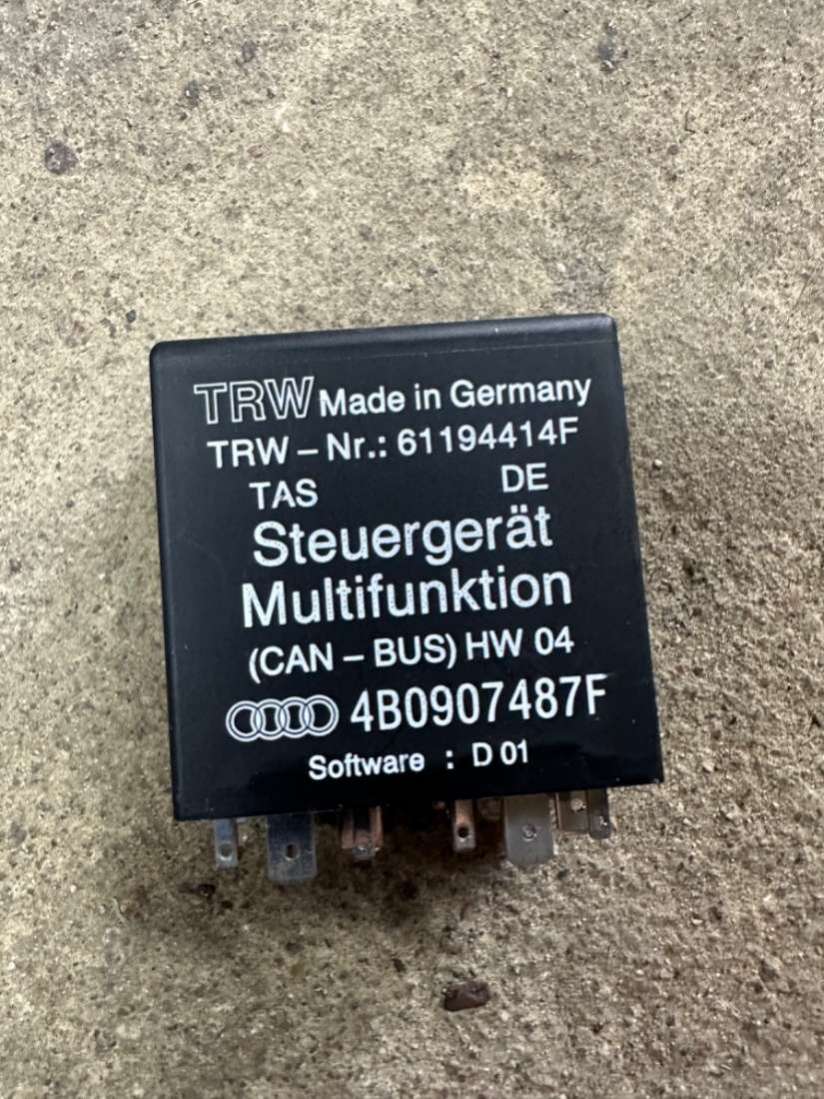 TRW Made in Germany
TRW – Nr.: 61194414F
TAS DE
Steuergerät
Multifunktion
(CAN – BUS) HW 04
4B0907487F
Software : D 01